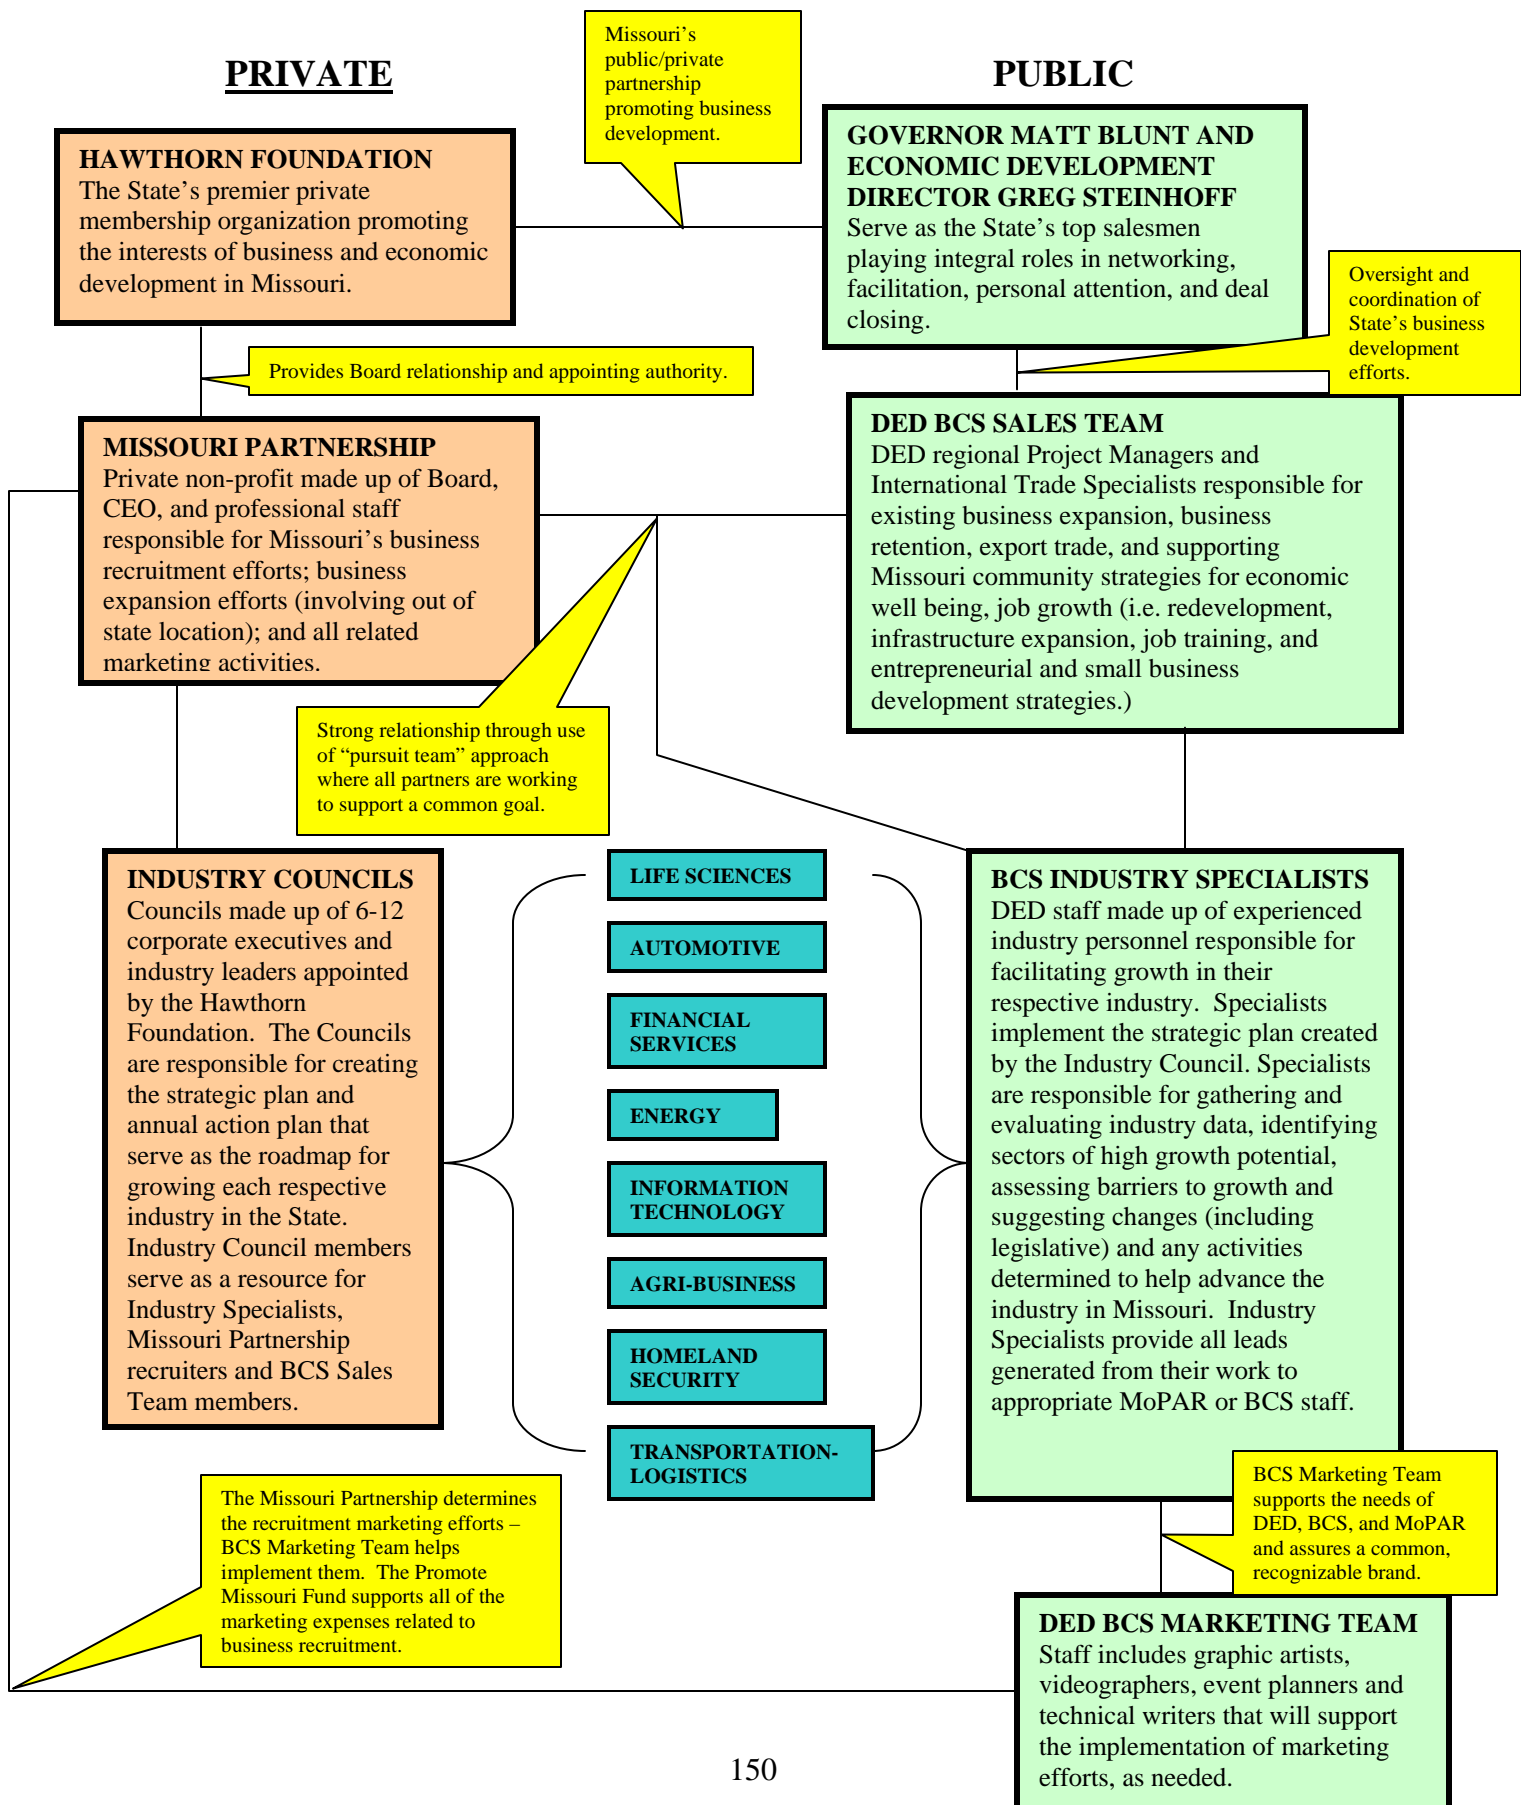 Missouri’s
public/private
partnership
promoting business
development.
PRIVATE
PUBLIC
HAWTHORN FOUNDATION
The State’s premier private
membership organization promoting
the interests of business and economic
development in Missouri.
GOVERNOR MATT BLUNT AND
ECONOMIC DEVELOPMENT
DIRECTOR GREG STEINHOFF
Serve as the State’s top salesmen
playing integral roles in networking,
facilitation, personal attention, and deal
closing.
Oversight and
coordination of
State’s business
development
efforts.
Provides Board relationship and appointing authority.
MISSOURI PARTNERSHIP
Private non-profit made up of Board,
CEO, and professional staff
responsible for Missouri’s business
recruitment efforts; business
expansion efforts (involving out of
state location); and all related
marketing activities.
DED BCS SALES TEAM
DED regional Project Managers and
International Trade Specialists responsible for
existing business expansion, business
retention, export trade, and supporting
Missouri community strategies for economic
well being, job growth (i.e. redevelopment,
infrastructure expansion, job training, and
entrepreneurial and small business
development strategies.)
Strong relationship through use
of “pursuit team” approach
where all partners are working
to support a common goal.
INDUSTRY COUNCILS
Councils made up of 6-12
corporate executives and
industry leaders appointed
by the Hawthorn
Foundation.  The Councils
are responsible for creating
the strategic plan and
annual action plan that
serve as the roadmap for
growing each respective
industry in the State.
Industry Council members
serve as a resource for
Industry Specialists,
Missouri Partnership
recruiters and BCS Sales
Team members.
LIFE SCIENCES
AUTOMOTIVE
FINANCIAL
SERVICES
ENERGY
INFORMATION
TECHNOLOGY
AGRI-BUSINESS
HOMELAND
SECURITY
TRANSPORTATION-
LOGISTICS
BCS INDUSTRY SPECIALISTS
DED staff made up of experienced
industry personnel responsible for
facilitating growth in their
respective industry.  Specialists
implement the strategic plan created
by the Industry Council. Specialists
are responsible for gathering and
evaluating industry data, identifying
sectors of high growth potential,
assessing barriers to growth and
suggesting changes (including
legislative) and any activities
determined to help advance the
industry in Missouri.  Industry
Specialists provide all leads
generated from their work to
appropriate MoPAR or BCS staff.
The Missouri Partnership determines
the recruitment marketing efforts –
BCS Marketing Team helps
implement them.  The Promote
Missouri Fund supports all of the
marketing expenses related to
business recruitment.
BCS Marketing Team
supports the needs of
DED, BCS, and MoPAR
and assures a common,
recognizable brand.
DED BCS MARKETING TEAM
Staff includes graphic artists,
videographers, event planners and
technical writers that will support
the implementation of marketing
efforts, as needed.
150